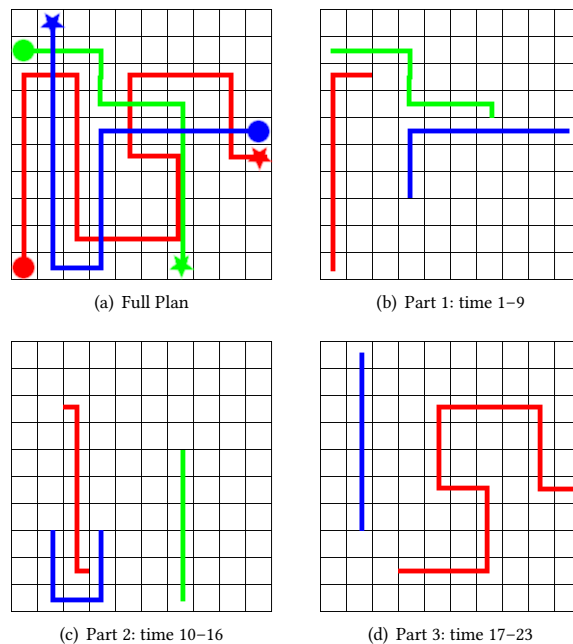 (a) Full Plan
(b) Part 1: time 1–9
(c) Part 2: time 10–16
(d) Part 3: time 17–23